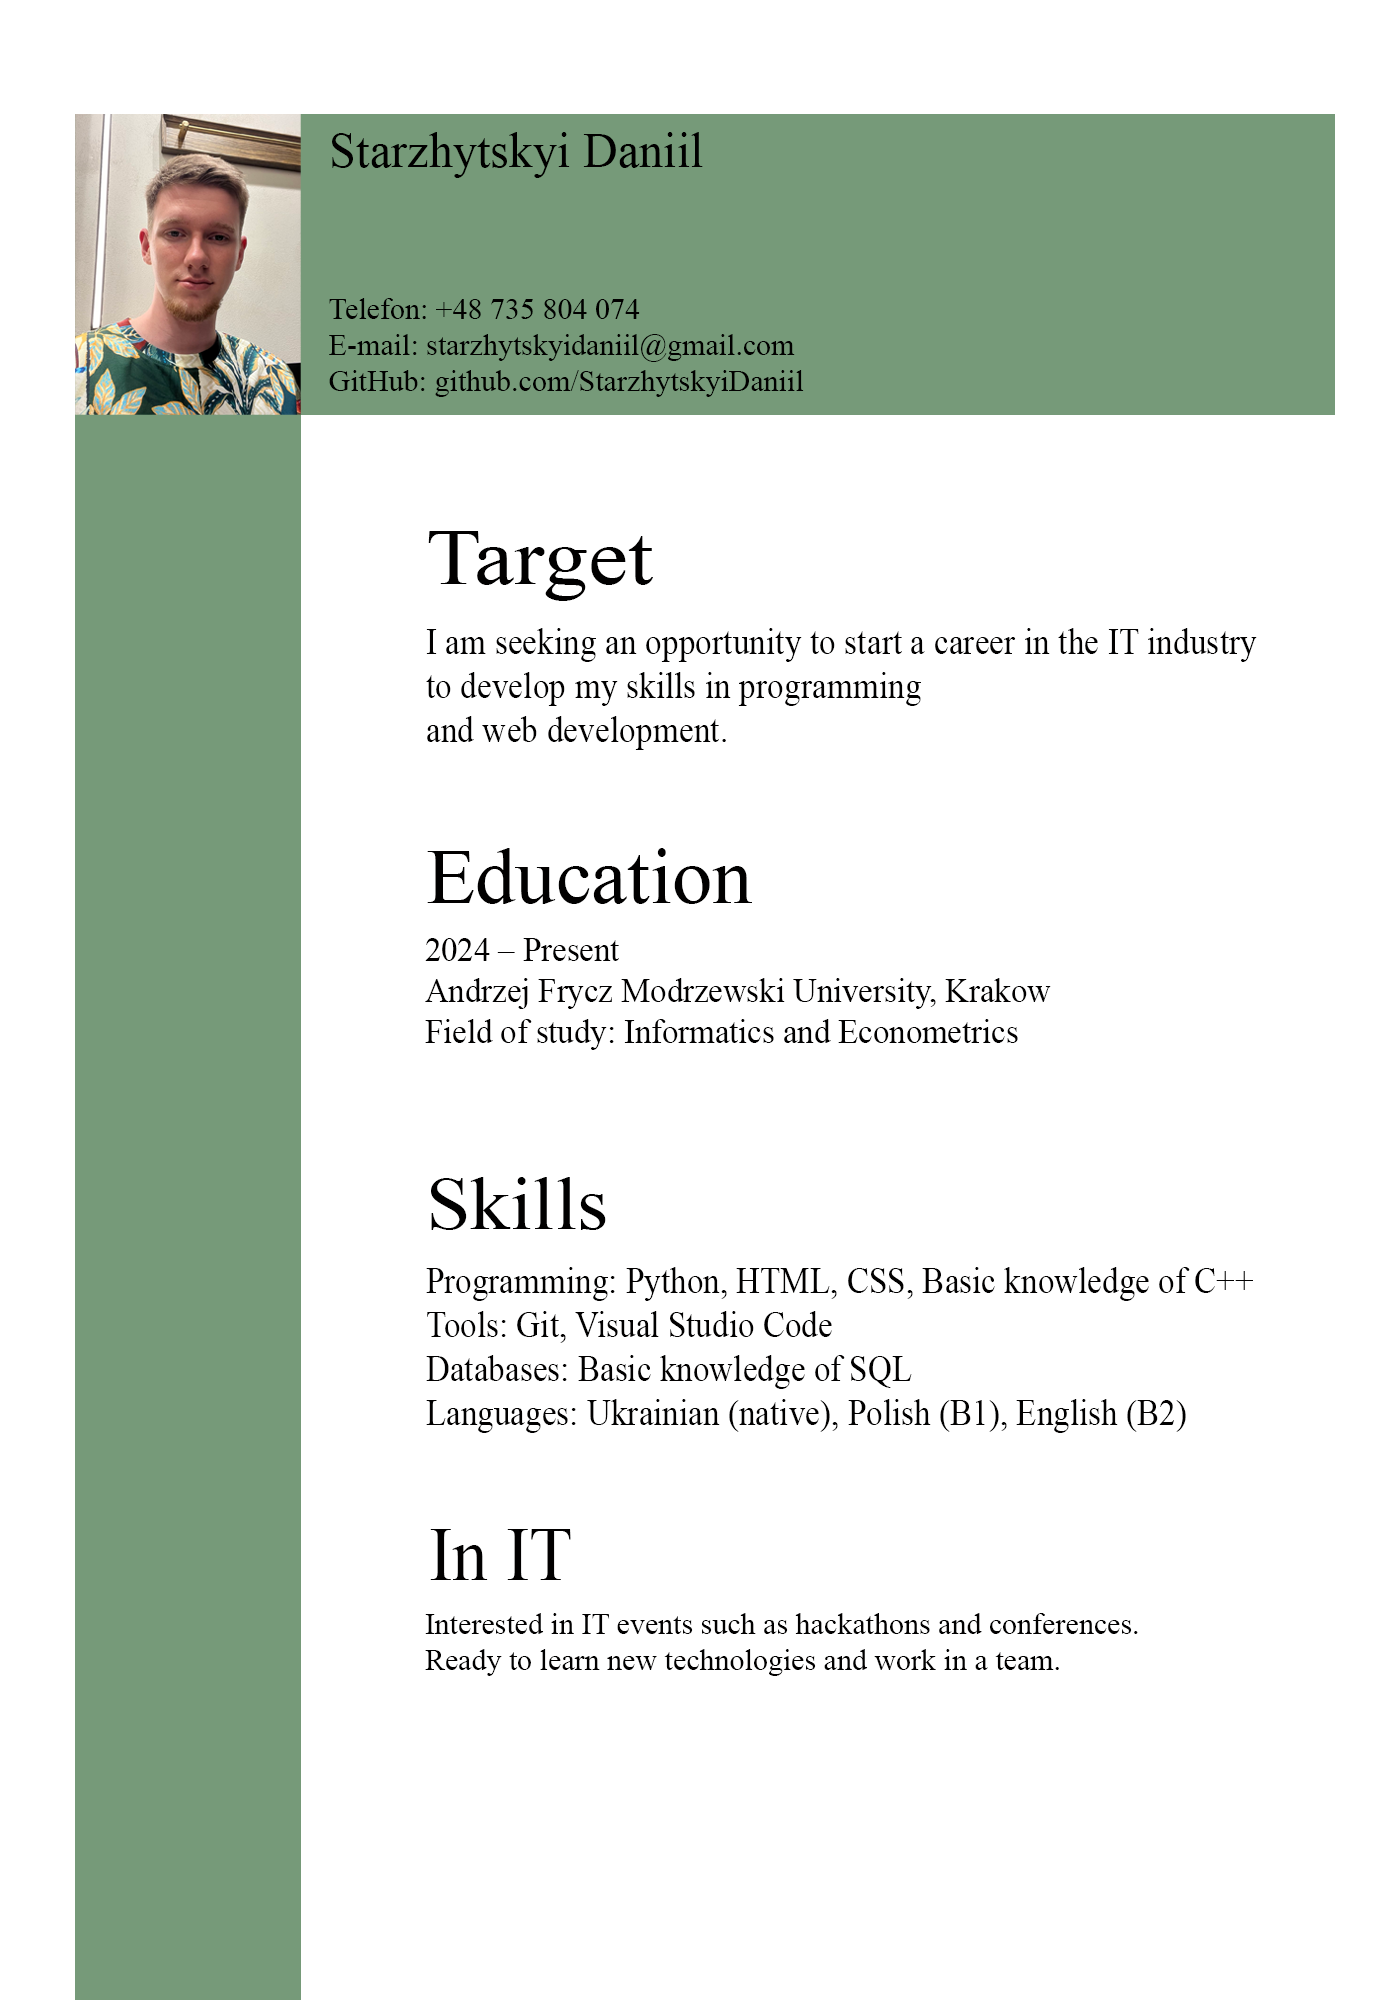 Starzhytskyi Daniil
Telefon: +48 735 804 074
E-mail: starzhytskyidaniil@gmail.com
GitHub: github.com/StarzhytskyiDaniil
Target
I am seeking an opportunity to start a career in the IT industry
to develop my skills in programming
and web development.
Education
2024 – Present
Andrzej Frycz Modrzewski University, Krakow
Field of study: Informatics and Econometrics
Skills
Programming: Python, HTML, CSS, Basic knowledge of C++
Tools: Git, Visual Studio Code
Databases: Basic knowledge of SQL
Languages: Ukrainian (native), Polish (B1), English (B2)
In IT
Interested in IT events such as hackathons and conferences.
Ready to learn new technologies and work in a team.